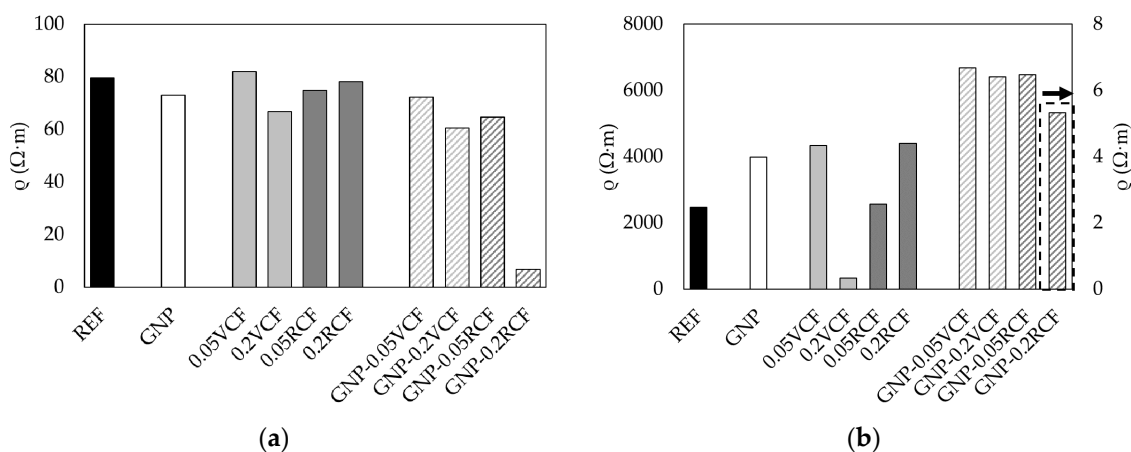 100
80
60
40
20
0
ϱ (Ω·m)
REF
GNP
0.05VCF
0.2VCF
0.05RCF
0.2RCF
GNP-0.05VCF
GNP-0.2VCF
GNP-0.05RCF
GNP-0.2RCF
(a)
8000
6000
4000
2000
0
ϱ (Ω·m)
8
6
4
2
0
ϱ (Ω·m)
REF
GNP
0.05VCF
0.2VCF
0.05RCF
0.2RCF
GNP-0.05VCF
GNP-0.2VCF
GNP-0.05RCF
GNP-0.2RCF
(b)